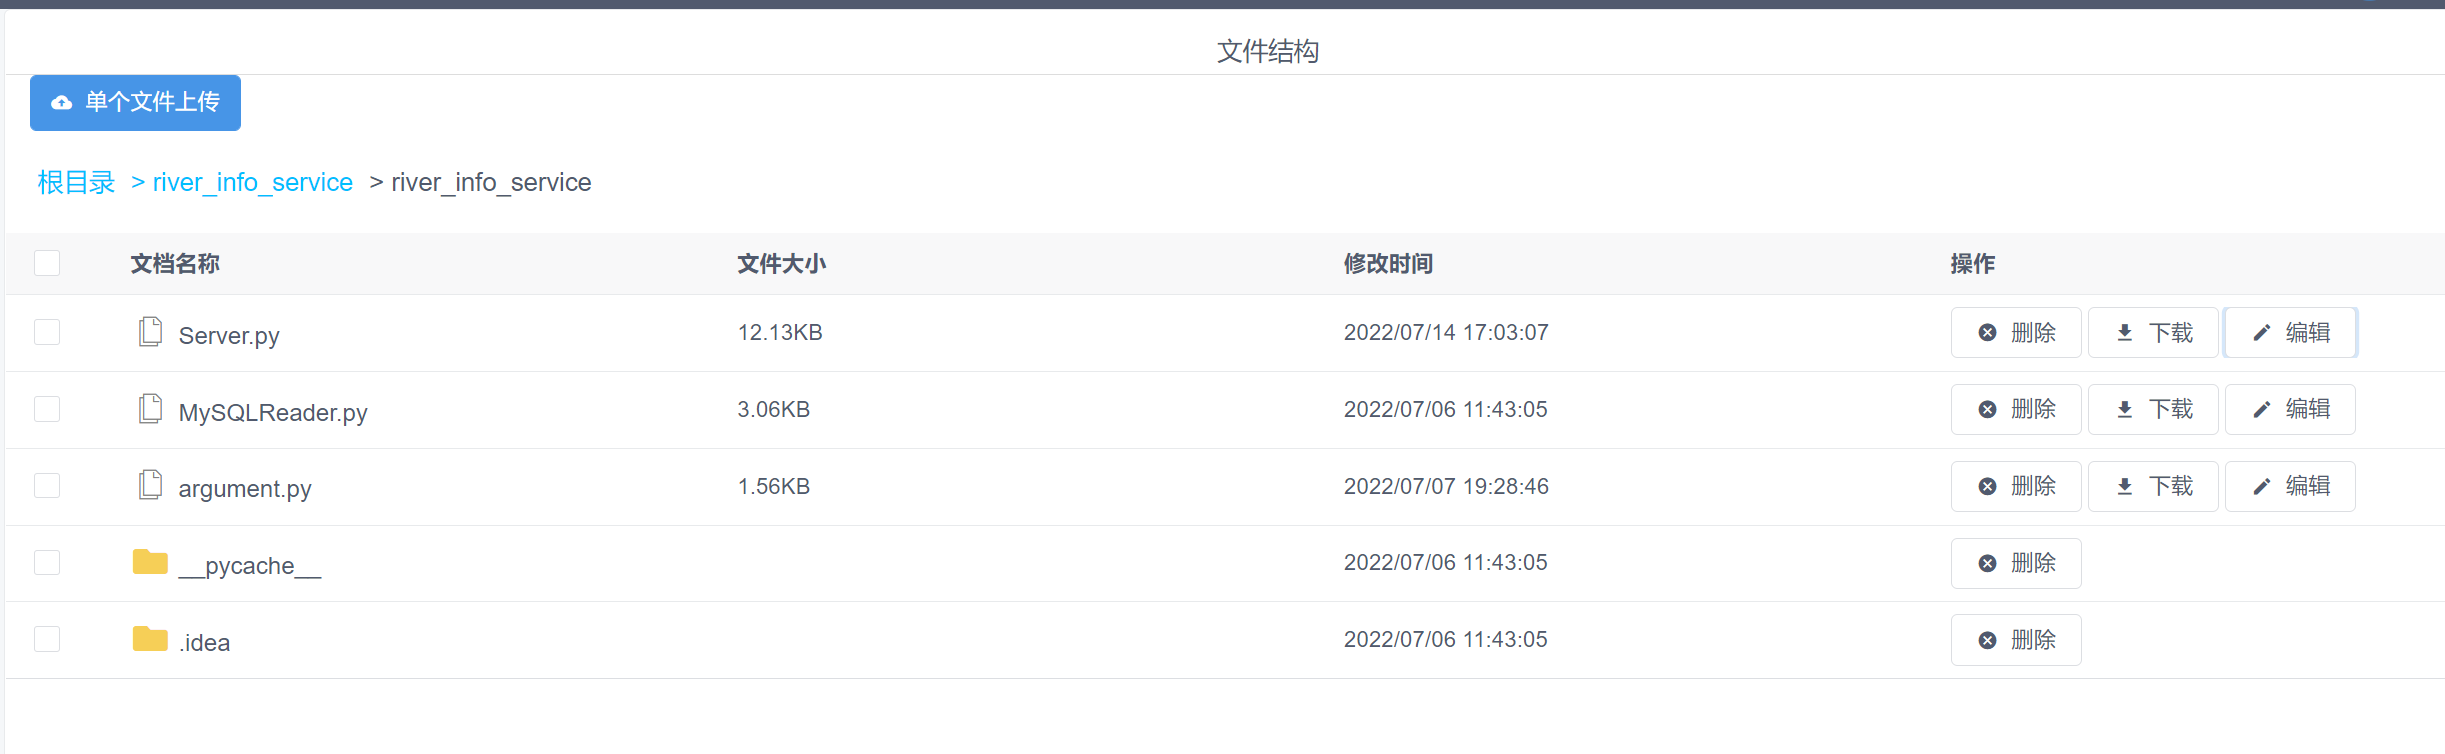 文件结构
单个文件上传
根目录 > river_info_service > river_info_service
文档名称 文件大小 修改时间 操作
Server.py 12.13KB 2022/07/14 17:03:07 删除 下载 编辑
MySQLReader.py 3.06KB 2022/07/06 11:43:05 删除 下载 编辑
argument.py 1.56KB 2022/07/07 19:28:46 删除 下载 编辑
__pycache__ 2022/07/06 11:43:05 删除
.idea 2022/07/06 11:43:05 删除